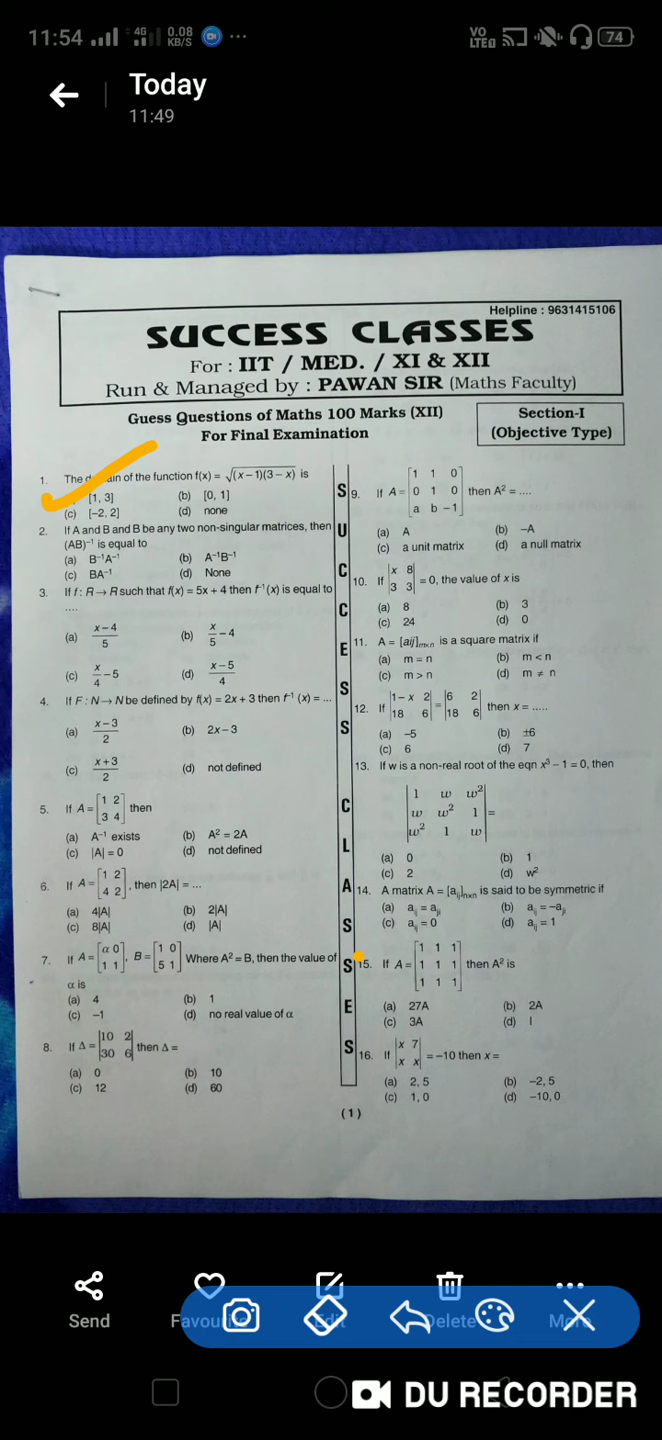 11:54 4G 0.08 KB/S ... VO LTE 74
Today
11:49
Helpline : 9631415106
SUCCESS CLASSES
For : IIT / MED. / XI & XII
Run & Managed by : PAWAN SIR (Maths Faculty)
Guess Questions of Maths 100 Marks (XII)
For Final Examination
Section-I
(Objective Type)
1. The of the function f(x) = √(x−1)(3−x) is
[1, 3] (b) [0, 1]
(c) [−2, 2] (d) none
2. If A and B and B be any two non-singular matrices, then
(AB)⁻¹ is equal to
(a) B⁻¹A⁻¹ (b) A⁻¹B⁻¹
(c) BA⁻¹ (d) None
3. If f : R → R such that f(x) = 5x + 4 then f⁻¹(x) is equal to
....
(a) (x−4)/5 (b) x/5 − 4
(c) x/4 − 5 (d) (x−5)/4
4. If F : N → N be defined by f(x) = 2x + 3 then f⁻¹ (x) = ...
(a) (x−3)/2 (b) 2x − 3
(c) (x+3)/2 (d) not defined
5. If A = [1 2; 3 4] then
(a) A⁻¹ exists (b) A² = 2A
(c) |A| = 0 (d) not defined
6. If A = [1 2; 4 2], then |2A| = ...
(a) 4|A| (b) 2|A|
(c) 8|A| (d) |A|
7. If A = [α 0; 1 1], B = [1 0; 5 1] Where A² = B, then the value of
α is
(a) 4 (b) 1
(c) −1 (d) no real value of α
8. If Δ = |10 2; 30 6| then Δ =
(a) 0 (b) 10
(c) 12 (d) 60
SUCCESS CLASSES
9. If A = [1 1 0; 0 1 0; a b −1] then A² = ....
(a) A (b) −A
(c) a unit matrix (d) a null matrix
10. If |x 8; 3 3| = 0, the value of x is
(a) 8 (b) 3
(c) 24 (d) 0
11. A = [aij]m×n is a square matrix if
(a) m = n (b) m < n
(c) m > n (d) m ≠ n
12. If |1−x 2; 18 6| = |6 2; 18 6| then x = .....
(a) −5 (b) ±6
(c) 6 (d) 7
13. If w is a non-real root of the eqn x³ − 1 = 0, then
|1 w w²; w w² 1; w² 1 w| =
(a) 0 (b) 1
(c) 2 (d) w²
14. A matrix A = [aij]n×n is said to be symmetric if
(a) aij = aji (b) aij = −aji
(c) aij = 0 (d) aij = 1
15. If A = [1 1 1; 1 1 1; 1 1 1] then A² is
(a) 27A (b) 2A
(c) 3A (d) I
16. If |x 7; x x| = −10 then x =
(a) 2, 5 (b) −2, 5
(c) 1, 0 (d) −10, 0
(1)
Send Delete
DU RECORDER